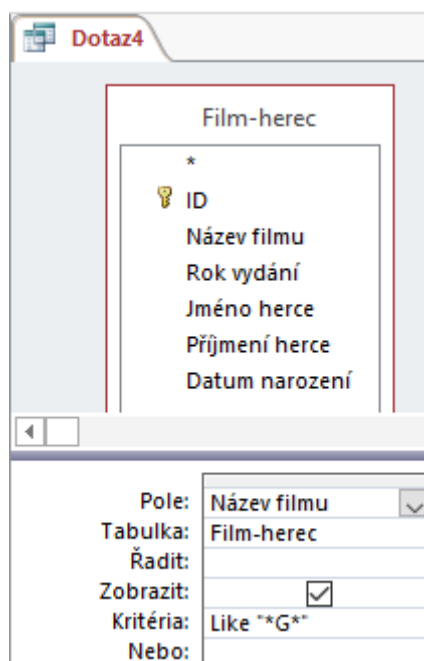 Dotaz4
Film-herec
*
ID
Název filmu
Rok vydání
Jméno herce
Příjmení herce
Datum narození
Pole: Název filmu
Tabulka: Film-herec
Řadit:
Zobrazit:
Kritéria: Like "*G*"
Nebo: